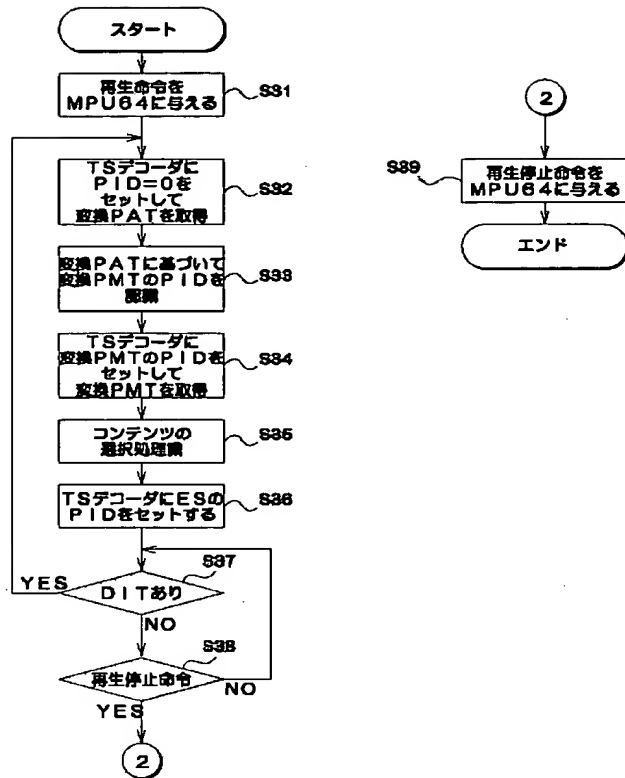 スタート
再生命令を
MPU64に与える
S31
TSデコーダに
PID=0を
セットして
変換PATを取得
S32
変換PATに基づいて
変換PMTのPIDを
認識
S33
TSデコーダに
変換PMTのPIDを
セットして
変換PMTを取得
S34
コンテンツの
選択処理識
S35
TSデコーダにESの
PIDをセットする
S36
S37
YES
DITあり
NO
S38
再生停止命令
NO
YES
2
2
S39
再生停止命令を
MPU64に与える
エンド